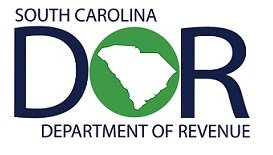 SOUTH CAROLINA
DOR
DEPARTMENT OF REVENUE